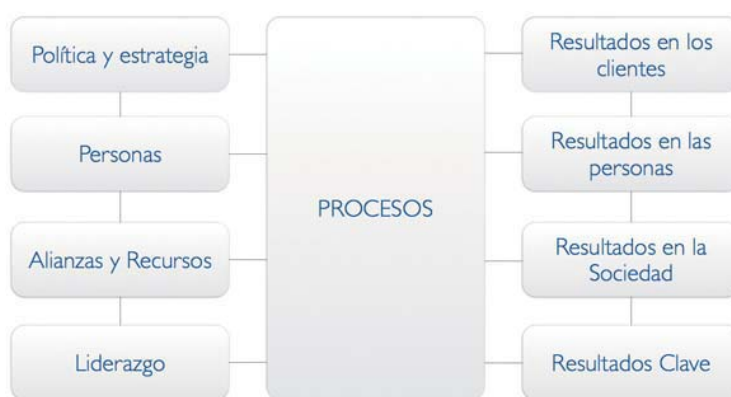 Política y estrategia
Personas
Alianzas y Recursos
Liderazgo
PROCESOS
Resultados en los
clientes
Resultados en las
personas
Resultados en la
Sociedad
Resultados Clave